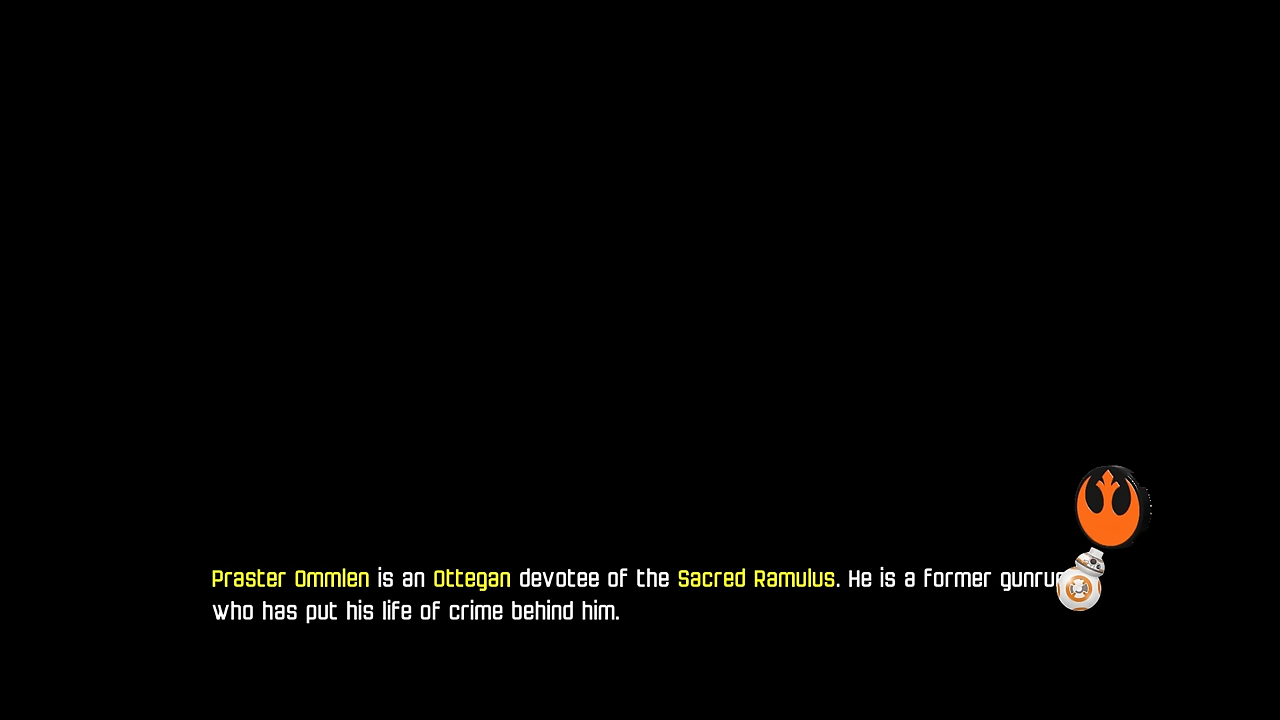 Praster Ommlen is an Ottegan devotee of the Sacred Ramulus. He is a former
who has put his life of crime behind him.